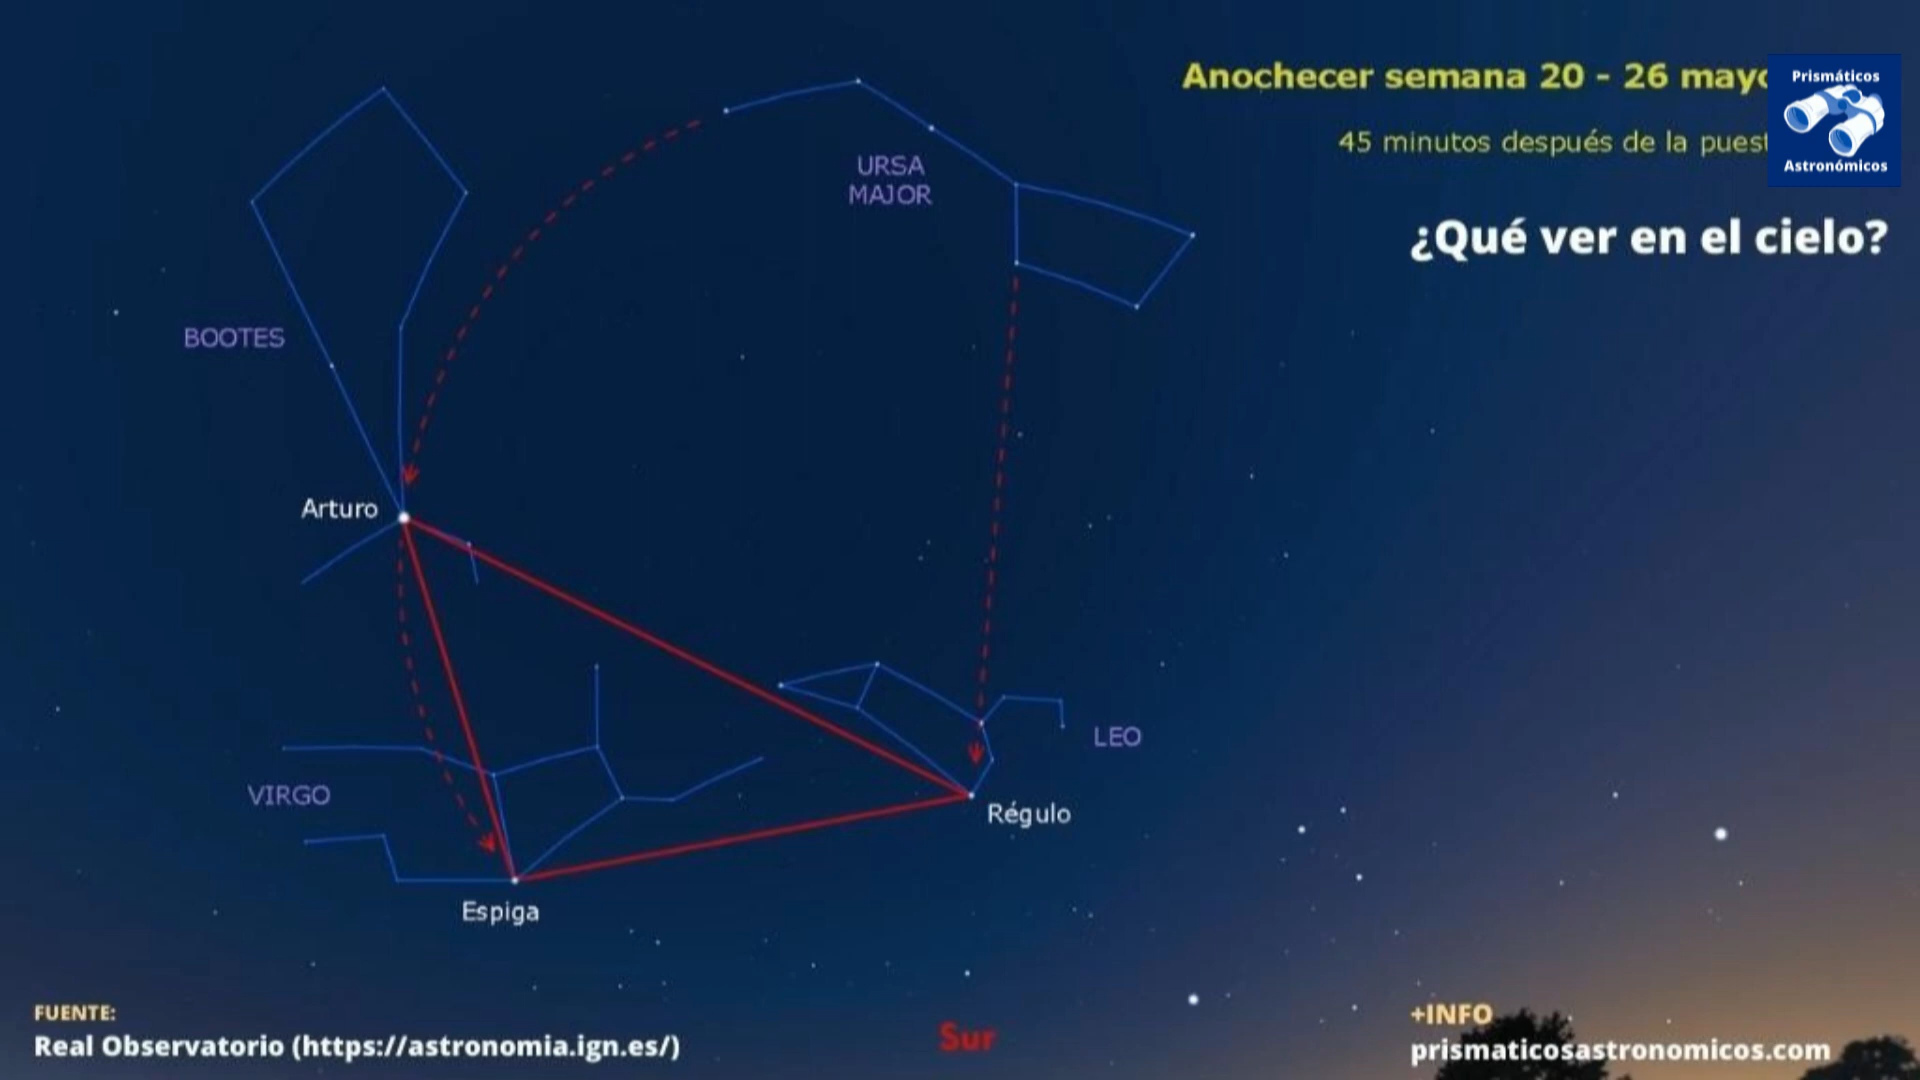 Anochecer semana 20 - 26 mayo
45 minutos después de la
Prismáticos
Astronómicos
¿Qué ver en el cielo?
URSA
MAJOR
BOOTES
Arturo
LEO
VIRGO
Régulo
Espiga
FUENTE:
Real Observatorio (https://astronomia.ign.es/)
Sur
+INFO
prismaticosastronomicos.com